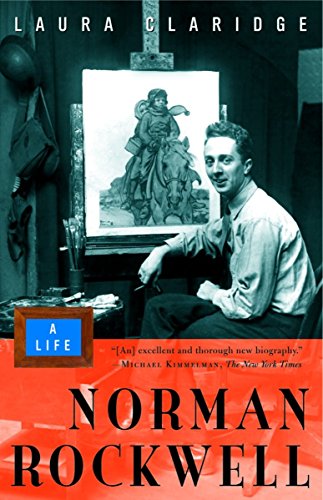 LAURA CLARIDGE
A
LIFE
“[An] excellent and thorough new biography.”
Michael Kimmelman, The New York Times
NORMAN
ROCKWELL